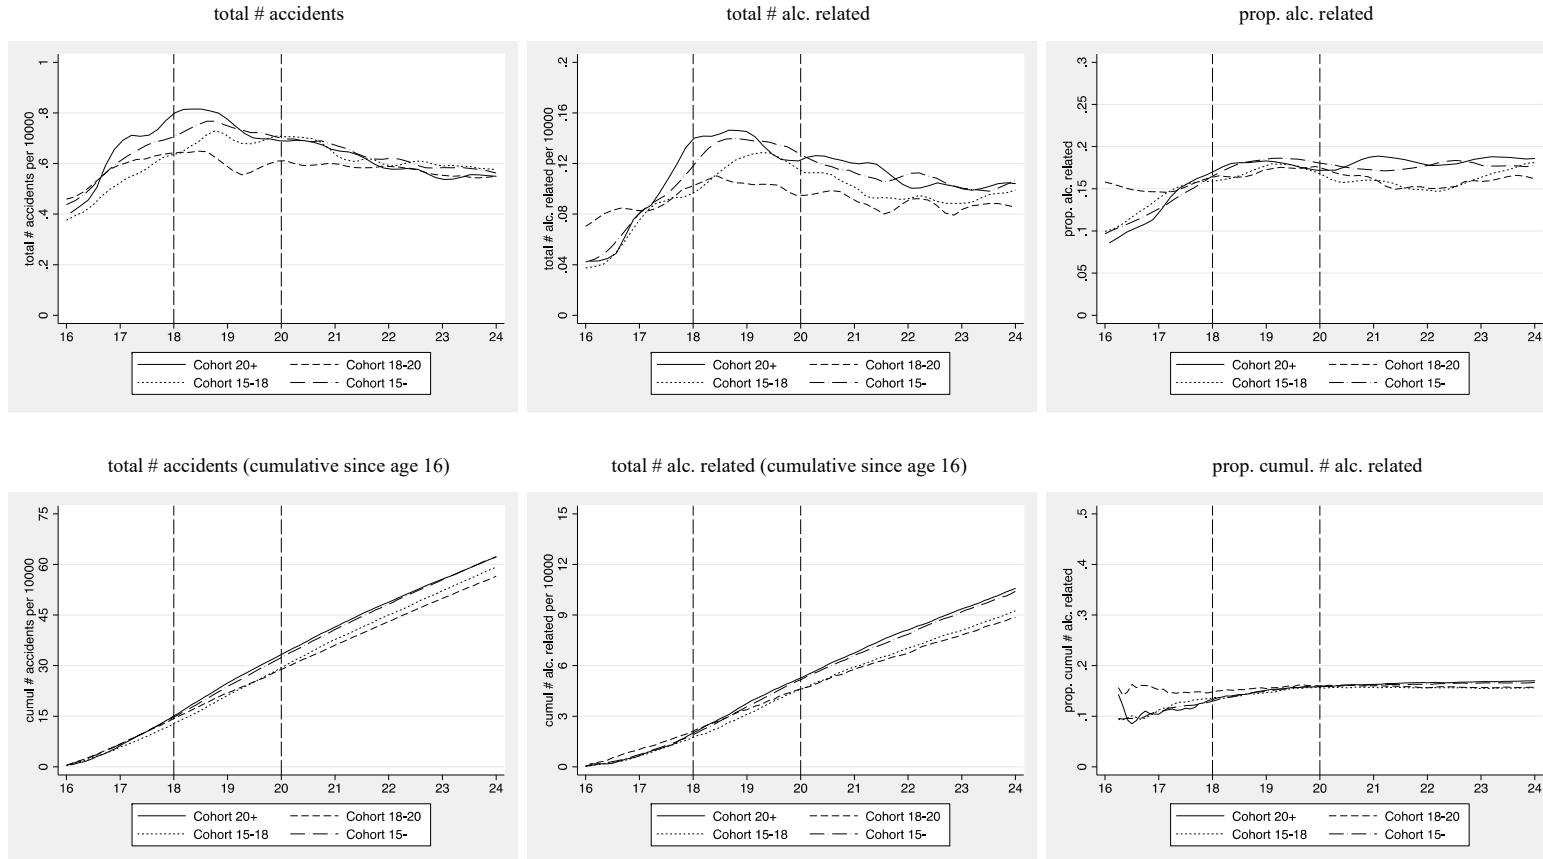 total # accidents
total # alc. related
prop. alc. related
total # accidents per 10000
0 .2 .4 .6 .8 1
16 17 18 19 20 21 22 23 24
Cohort 20+ Cohort 18-20
Cohort 15-18 Cohort 15-
total # alc. related per 10000
0 .04 .08 .12 .16 .2
16 17 18 19 20 21 22 23 24
Cohort 20+ Cohort 18-20
Cohort 15-18 Cohort 15-
prop. alc. related
0 .05 .1 .15 .2 .25 .3
16 17 18 19 20 21 22 23 24
Cohort 20+ Cohort 18-20
Cohort 15-18 Cohort 15-
total # accidents (cumulative since age 16)
total # alc. related (cumulative since age 16)
prop. cumul. # alc. related
cumul # accidents per 10000
0 15 30 45 60 75
16 17 18 19 20 21 22 23 24
Cohort 20+ Cohort 18-20
Cohort 15-18 Cohort 15-
cumul # alc. related per 10000
0 3 6 9 12 15
16 17 18 19 20 21 22 23 24
Cohort 20+ Cohort 18-20
Cohort 15-18 Cohort 15-
prop. cumul # alc. related
0 .1 .2 .3 .4 .5
16 17 18 19 20 21 22 23 24
Cohort 20+ Cohort 18-20
Cohort 15-18 Cohort 15-